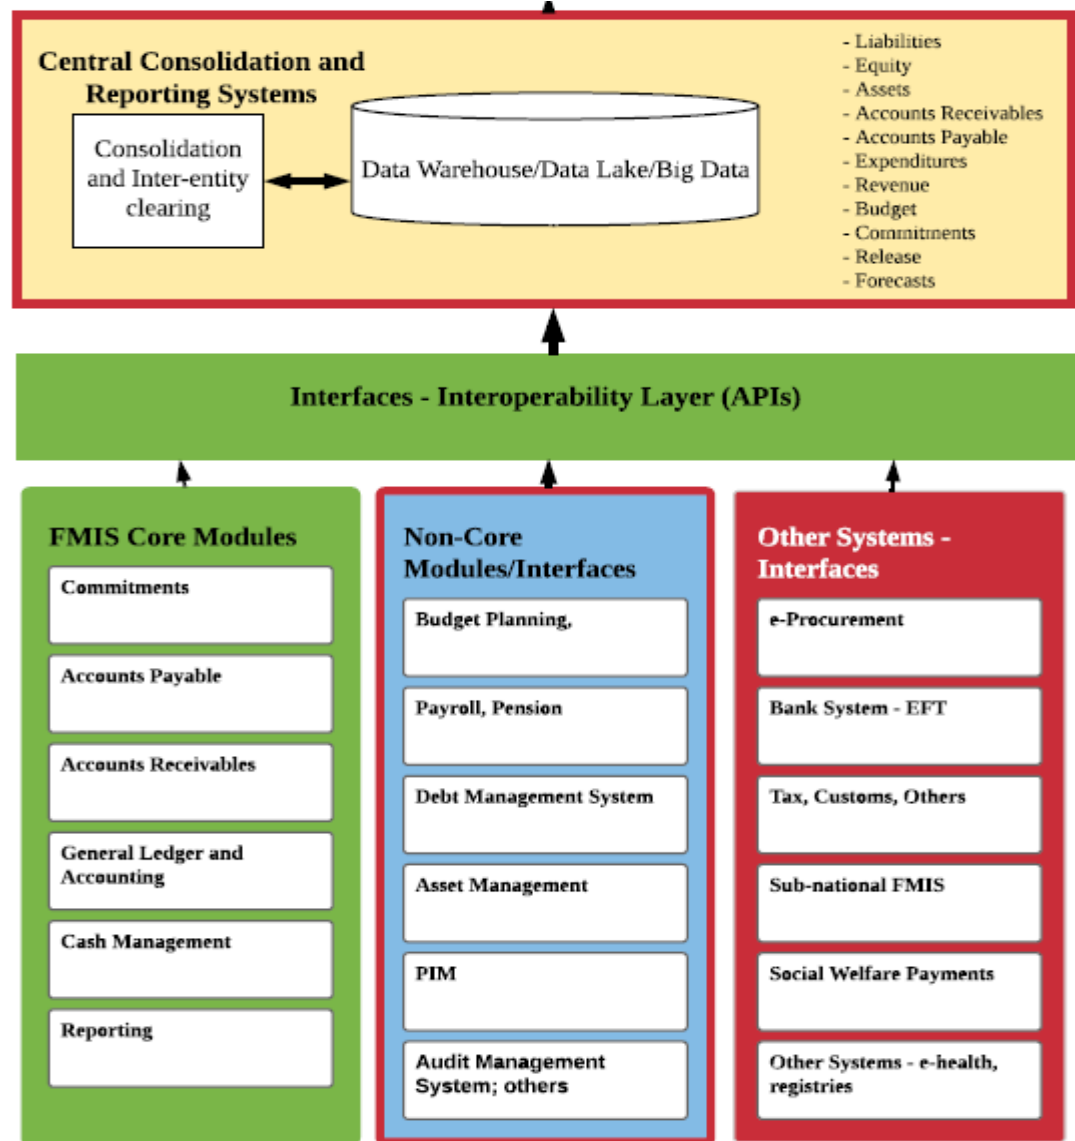 Central Consolidation and
Reporting Systems
Consolidation
and Inter-entity
clearing
Data Warehouse/Data Lake/Big Data
- Liabilities
- Equity
- Assets
- Accounts Receivables
- Accounts Payable
- Expenditures
- Revenue
- Budget
- Commitments
- Release
- Forecasts
Interfaces - Interoperability Layer (APIs)
FMIS Core Modules
Commitments
Accounts Payable
Accounts Receivables
General Ledger and
Accounting
Cash Management
Reporting
Non-Core
Modules/Interfaces
Budget Planning,
Payroll, Pension
Debt Management System
Asset Management
PIM
Audit Management
System; others
Other Systems -
Interfaces
e-Procurement
Bank System - EFT
Tax, Customs, Others
Sub-national FMIS
Social Welfare Payments
Other Systems - e-health,
registries